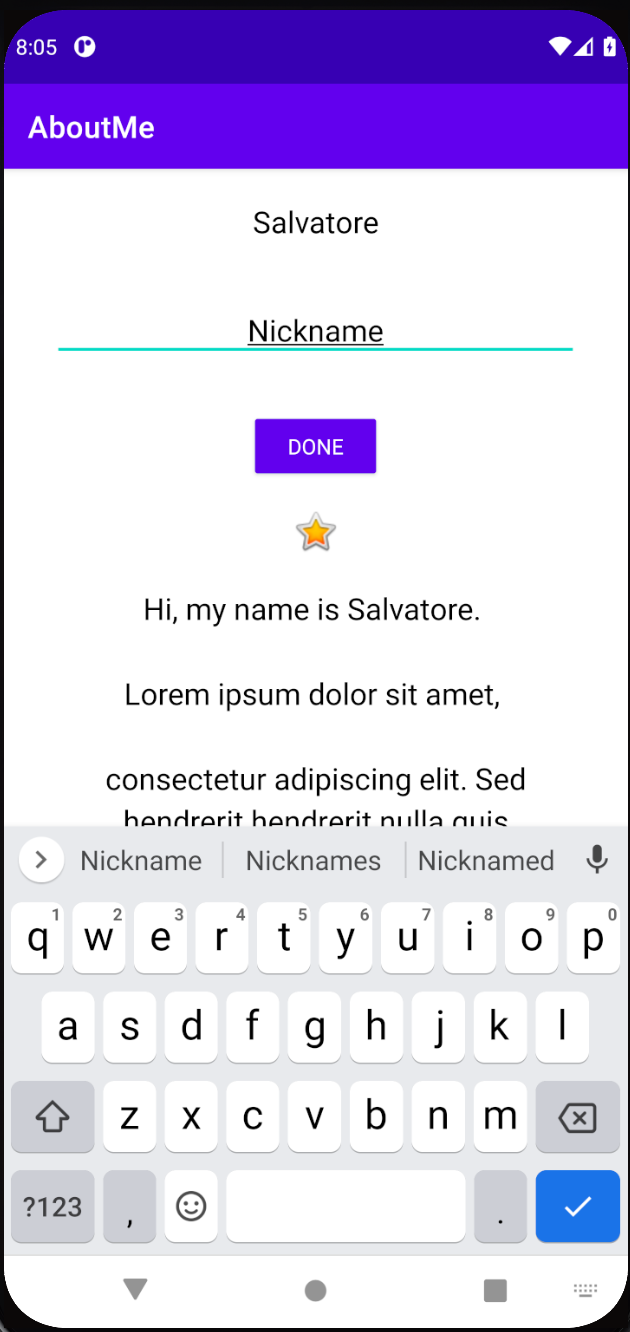 8:05
AboutMe
Salvatore
Nickname
DONE
Hi, my name is Salvatore.
Lorem ipsum dolor sit amet,
consectetur adipiscing elit. Sed
hendrerit hendrerit nulla quis
Nickname Nicknames Nicknamed
1 2 3 4 5 6 7 8 9 0
q w e r t y u i o p
a s d f g h j k l
z x c v b n m
?123 , .